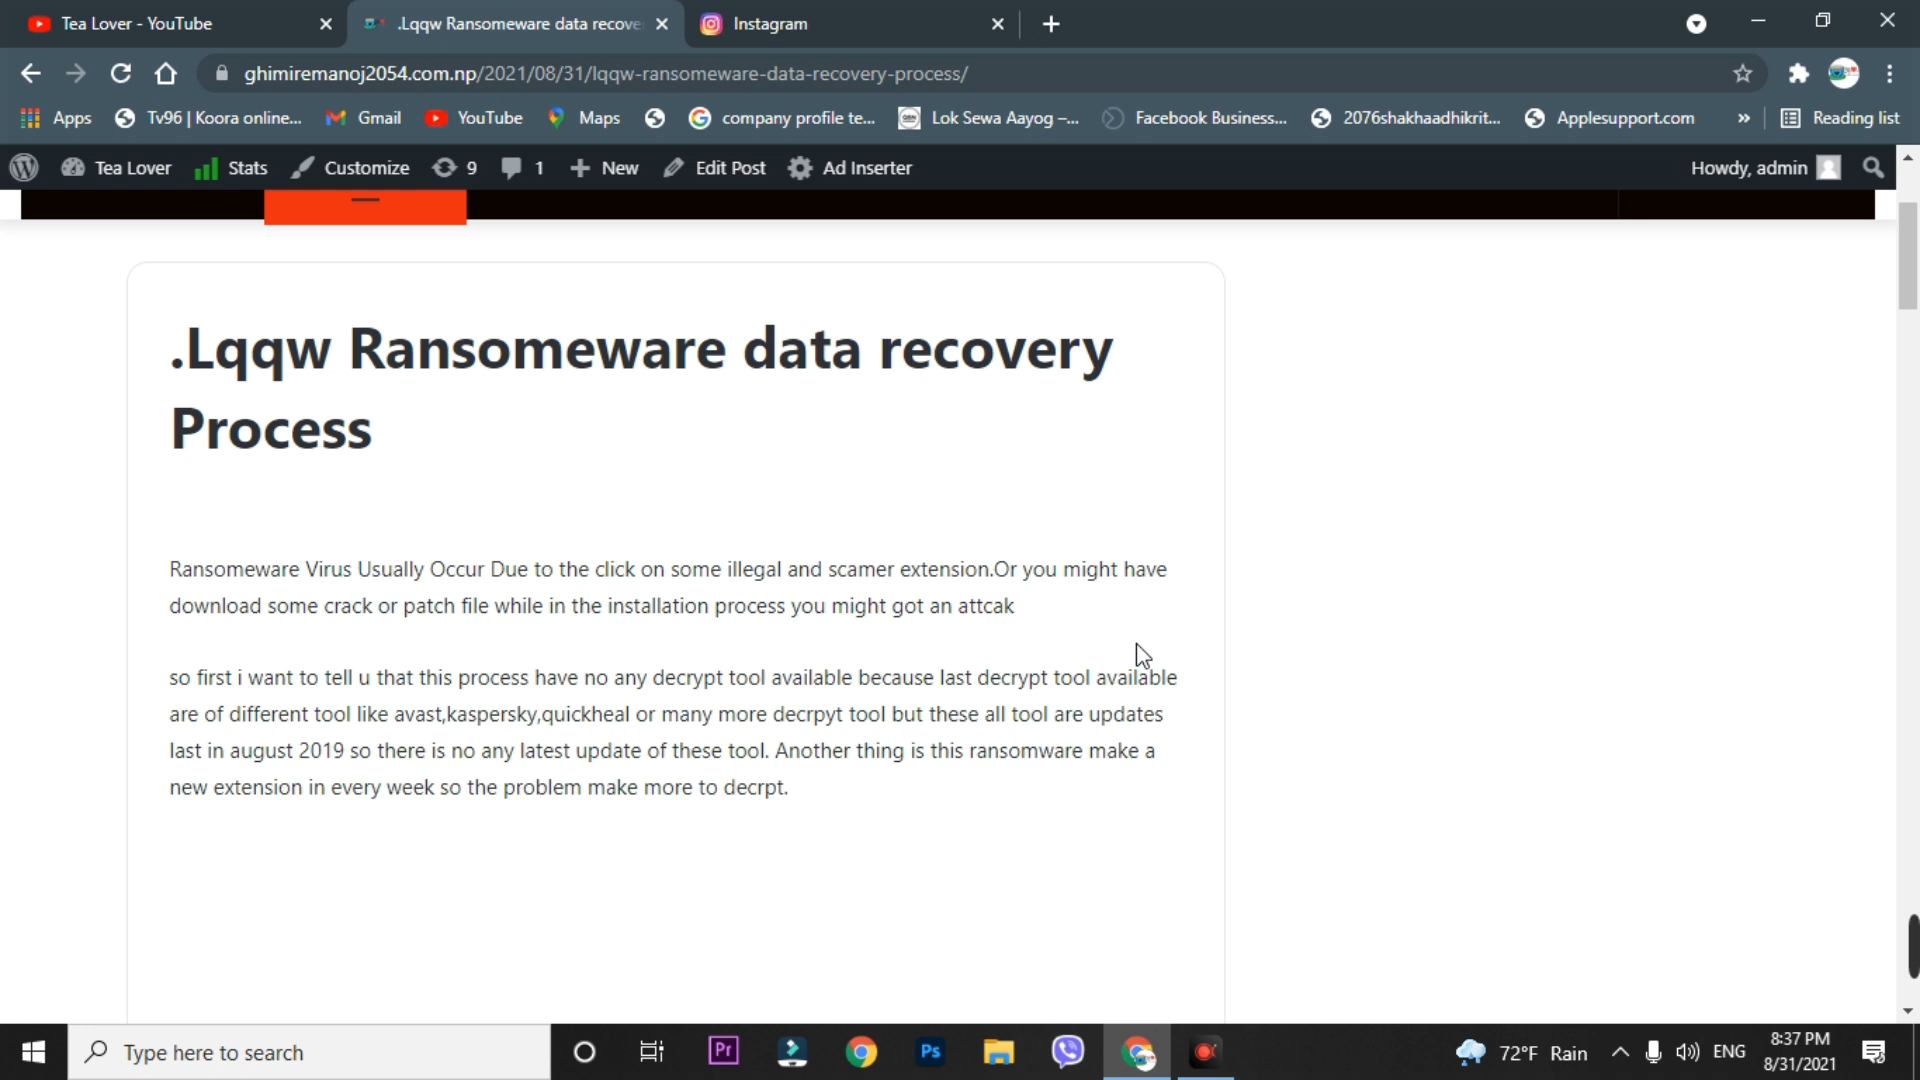 Tea Lover - YouTube
.Lqqw Ransomeware data recove
Instagram
ghimiremanoj2054.com.np/2021/08/31/lqqw-ransomeware-data-recovery-process/
Apps
Tv96 | Koora online...
Gmail
YouTube
Maps
company profile te...
Lok Sewa Aayog –...
Facebook Business...
2076shakhaadhikrit...
Applesupport.com
»
Reading list
Tea Lover
Stats
Customize
9
1
New
Edit Post
Ad Inserter
Howdy, admin
.Lqqw Ransomeware data recovery
Process
Ransomeware Virus Usually Occur Due to the click on some illegal and scamer extension.Or you might have
download some crack or patch file while in the installation process you might got an attcak
so first i want to tell u that this process have no any decrypt tool available because last decrypt tool available
are of different tool like avast,kaspersky,quickheal or many more decrpyt tool but these all tool are updates
last in august 2019 so there is no any latest update of these tool. Another thing is this ransomware make a
new extension in every week so the problem make more to decrpt.
Type here to search
Pr
Ps
72°F Rain
ENG
8:37 PM
8/31/2021